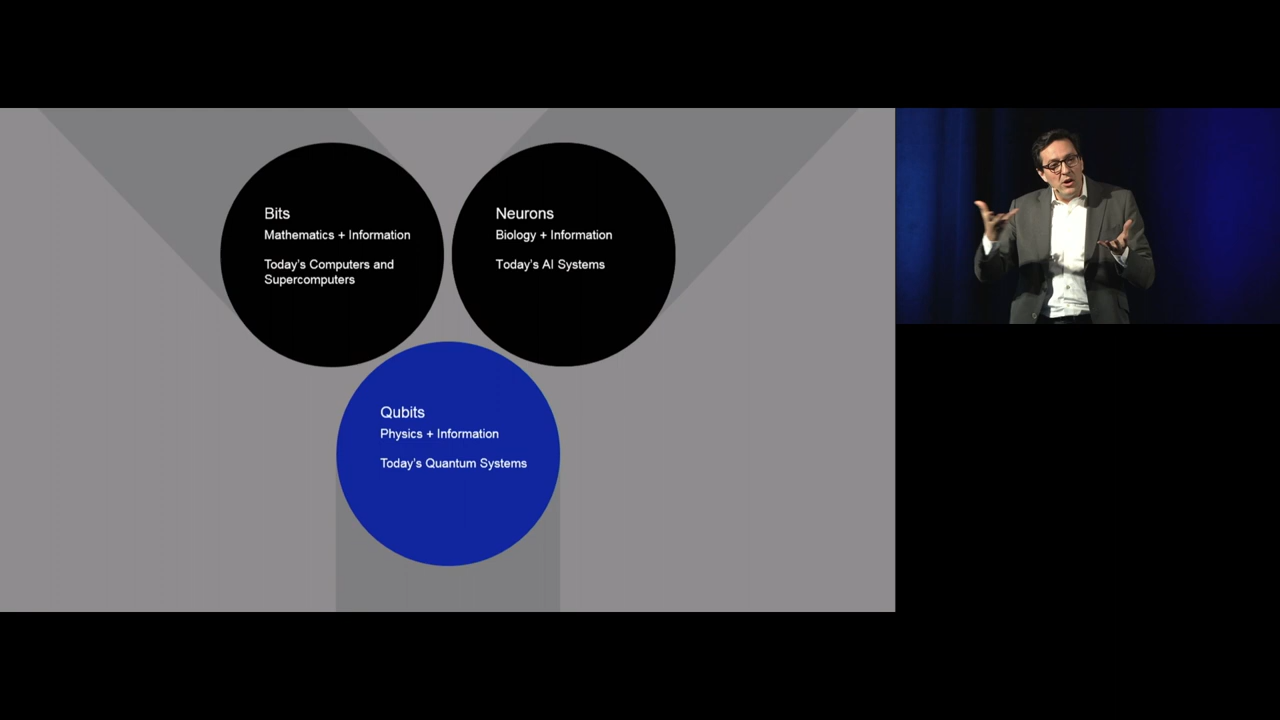 Bits
Mathematics + Information
Today's Computers and
Supercomputers
Neurons
Biology + Information
Today's AI Systems
Qubits
Physics + Information
Today's Quantum Systems